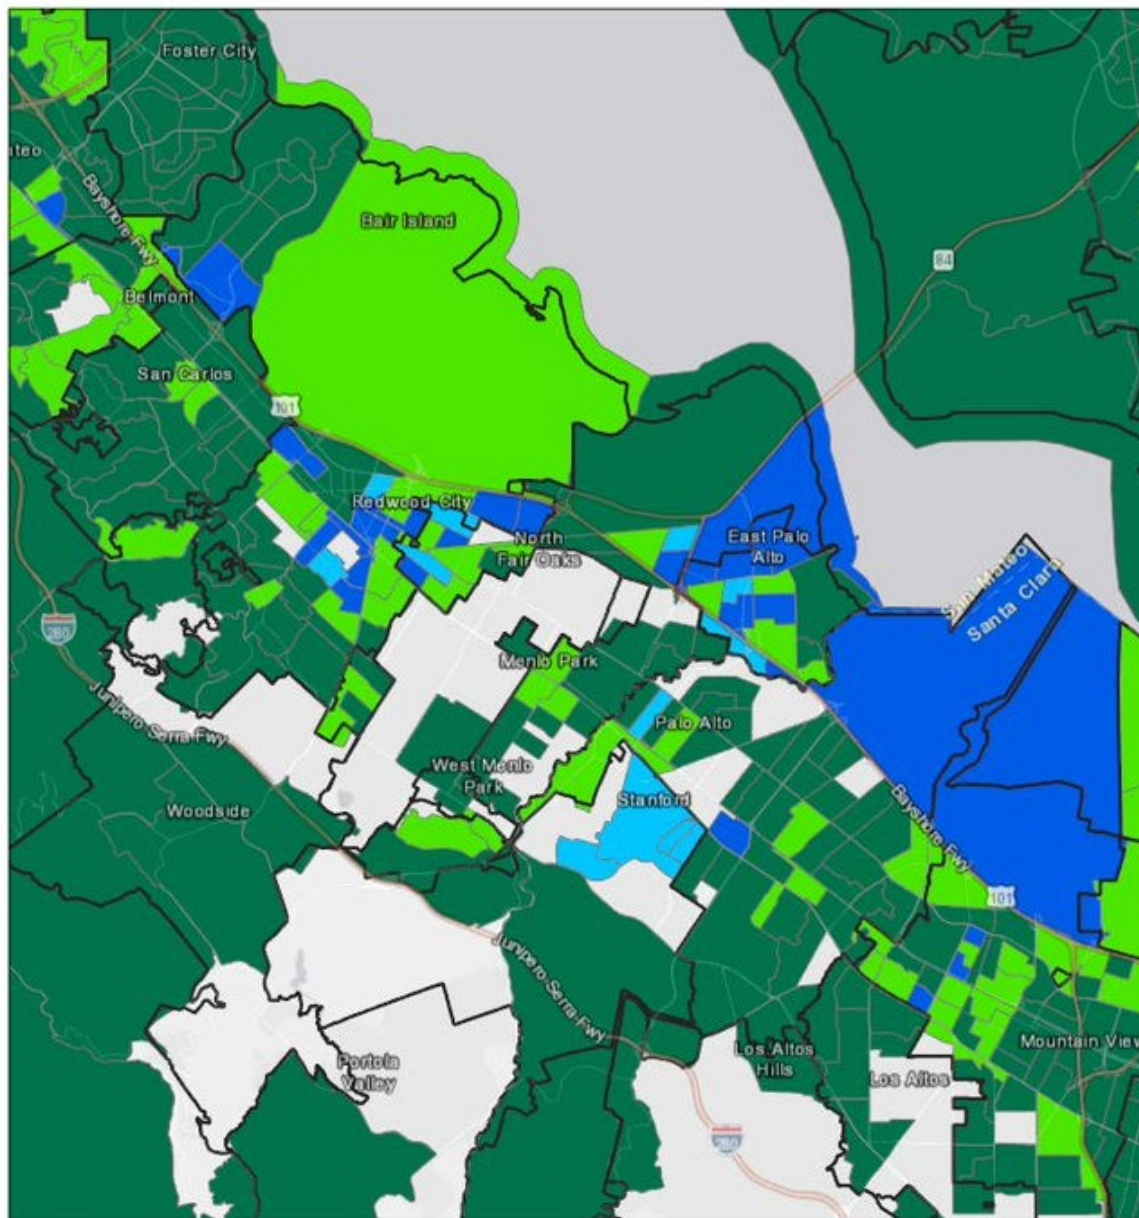 Foster City
ateo
Bayshore Fwy
Bair Island
84
Belmont
San Carlos
101
Redwood City
North
Fair Oaks
East Palo
Alto
San Mateo
Santa Clara
280
Menlo Park
Junipero Serra Fwy
Palo Alto
West Menlo
Park
Stanford
Woodside
Bayshore Fwy
101
Junipero Serra Fwy
Portola
Valley
Los Altos
Hills
Los Altos
Mountain View
280